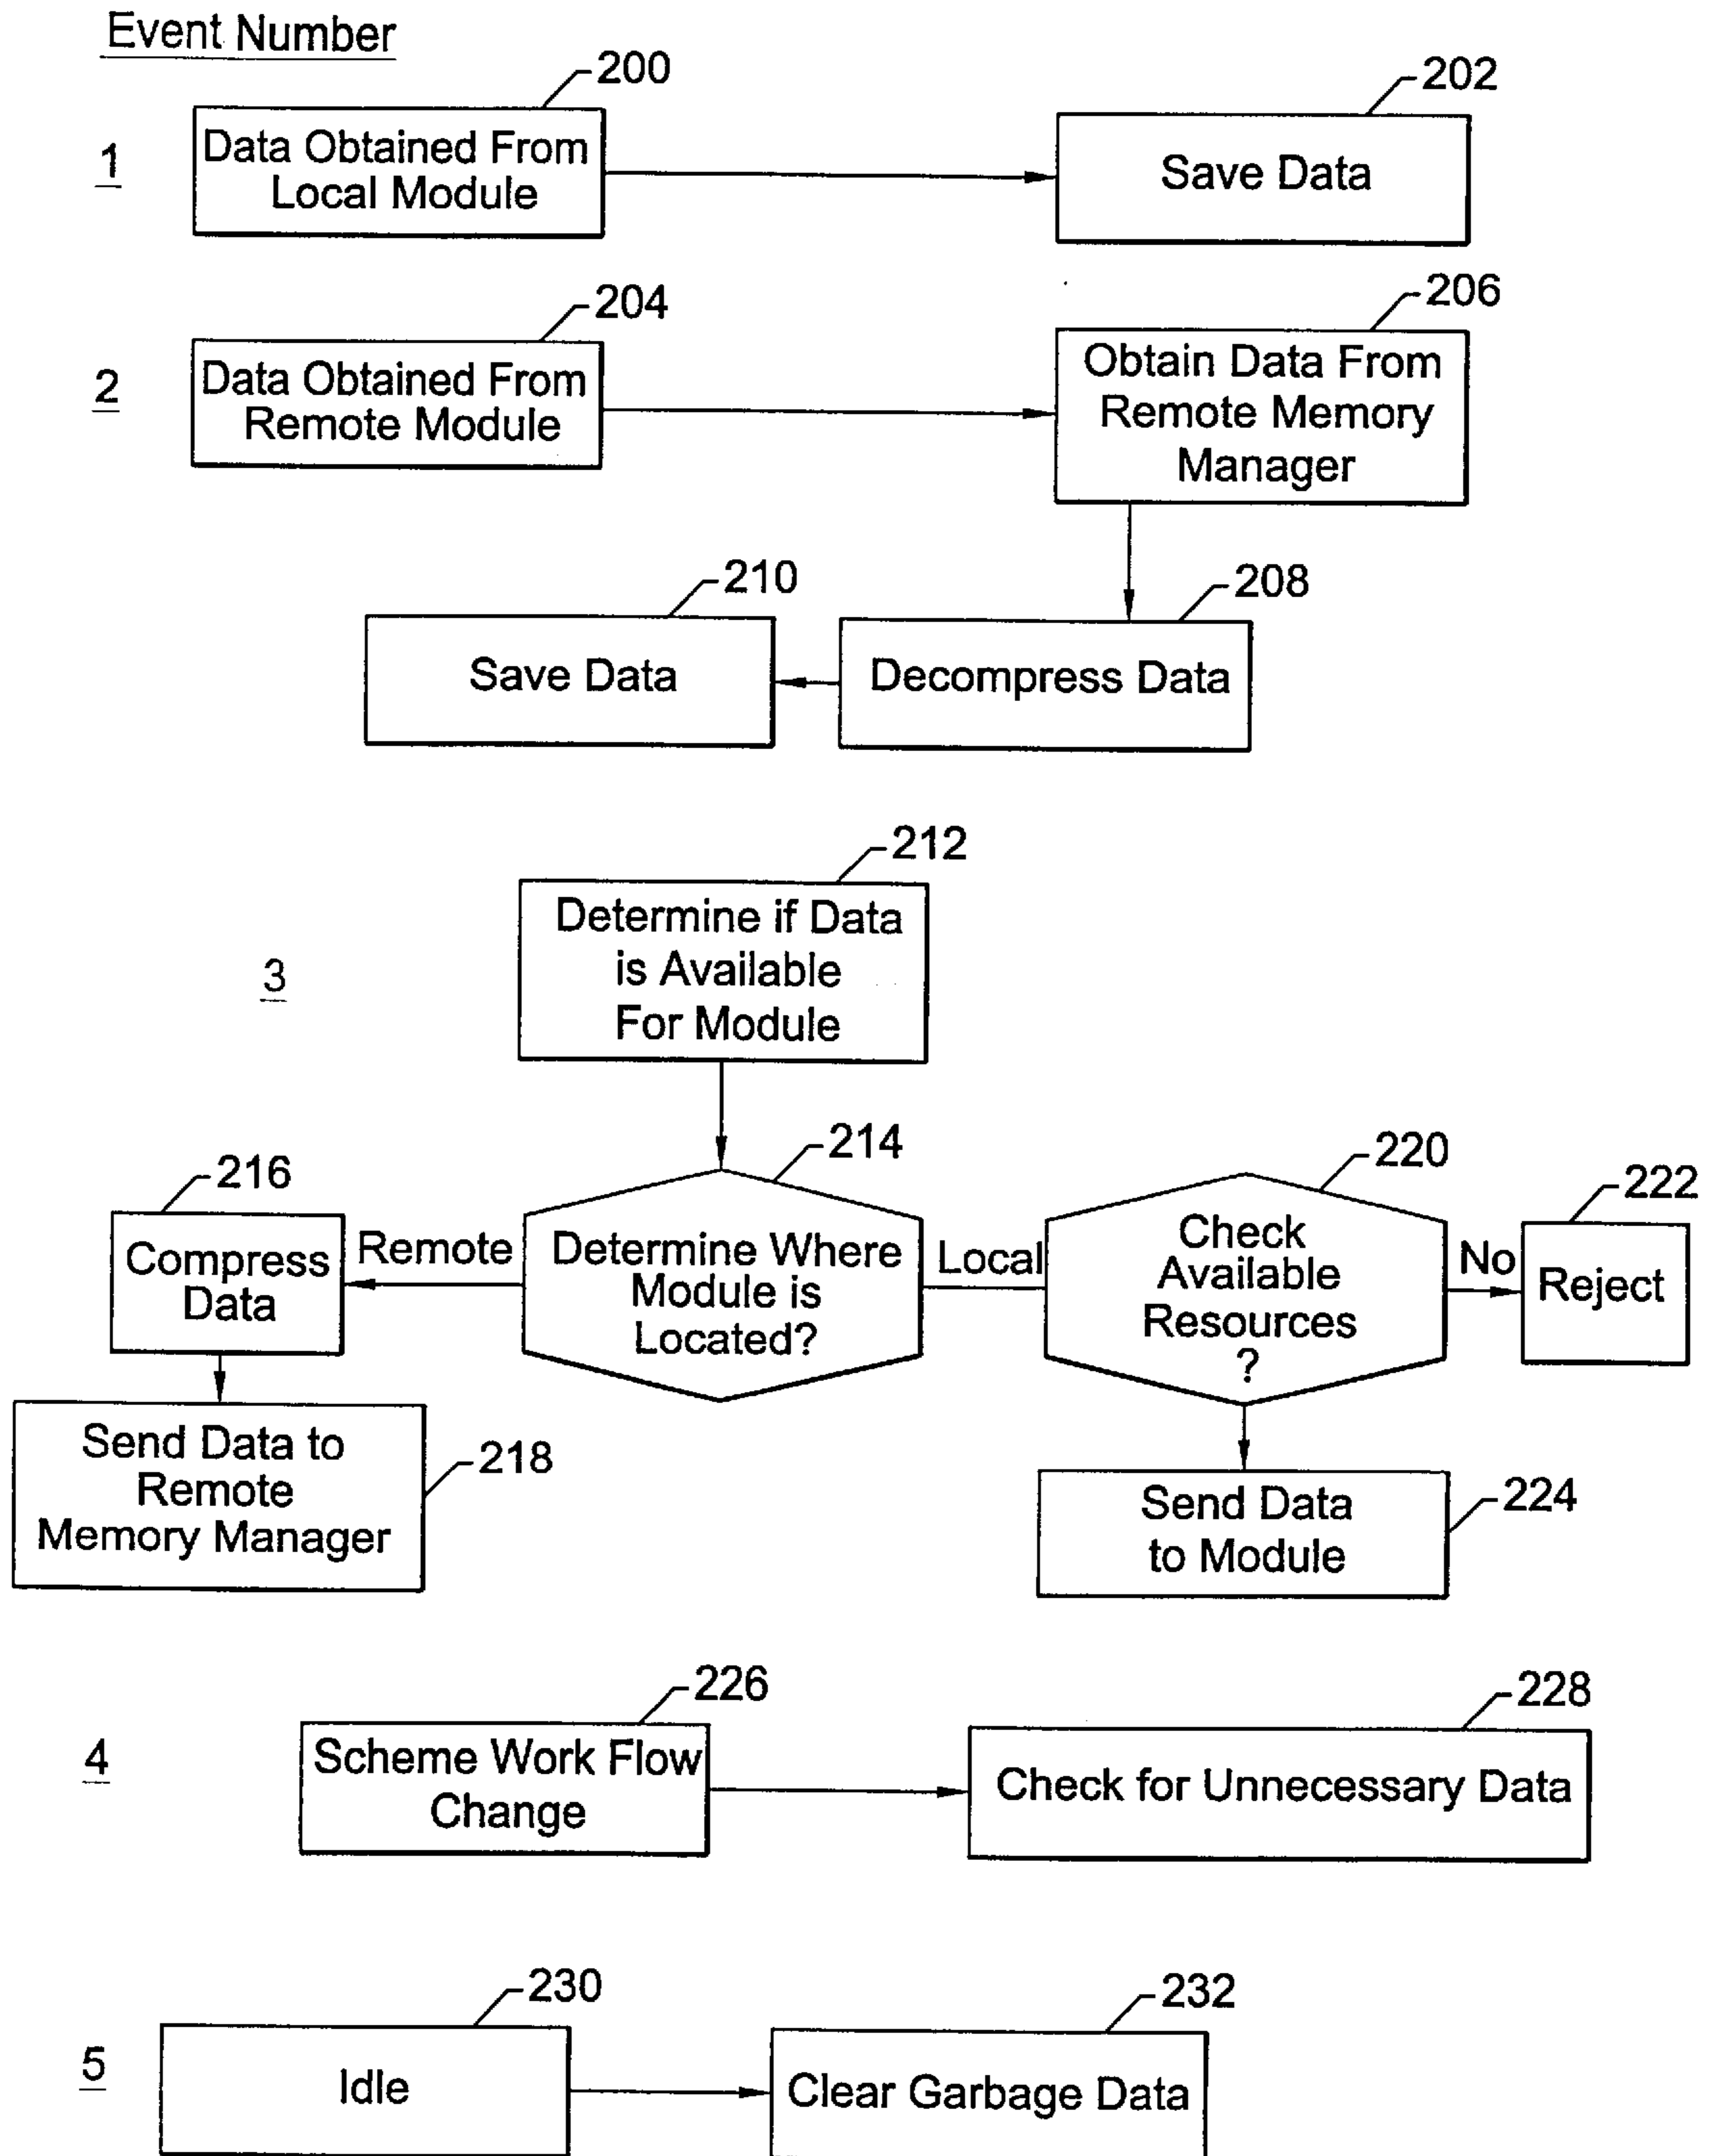 Event Number
200
202
1
Data Obtained From
Local Module
Save Data
204
206
2
Data Obtained From
Remote Module
Obtain Data From
Remote Memory
Manager
210
208
Save Data
Decompress Data
212
3
Determine if Data
is Available
For Module
214
216
220
222
Compress
Data
Remote
Determine Where
Module is
Located?
Local
Check
Available
Resources
?
No
Reject
Send Data to
Remote
Memory Manager
218
Send Data
to Module
224
226
228
4
Scheme Work Flow
Change
Check for Unnecessary Data
230
232
5
Idle
Clear Garbage Data